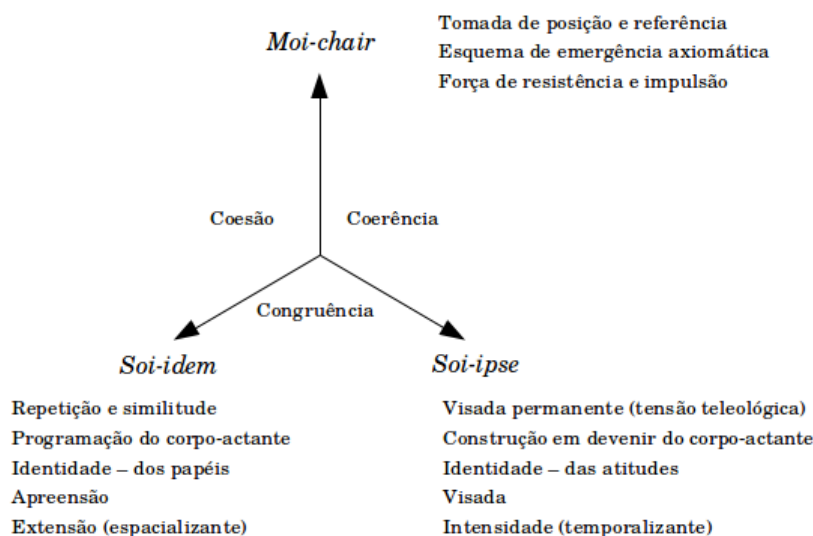 Moi-chair
Tomada de posição e referência
Esquema de emergência axiomática
Força de resistência e impulsão
Coesão
Coerência
Congruência
Soi-idem
Repetição e similitude
Programação do corpo-actante
Identidade – dos papéis
Apreensão
Extensão (espacializante)
Soi-ipse
Visada permanente (tensão teleológica)
Construção em devenir do corpo-actante
Identidade – das atitudes
Visada
Intensidade (temporalizante)